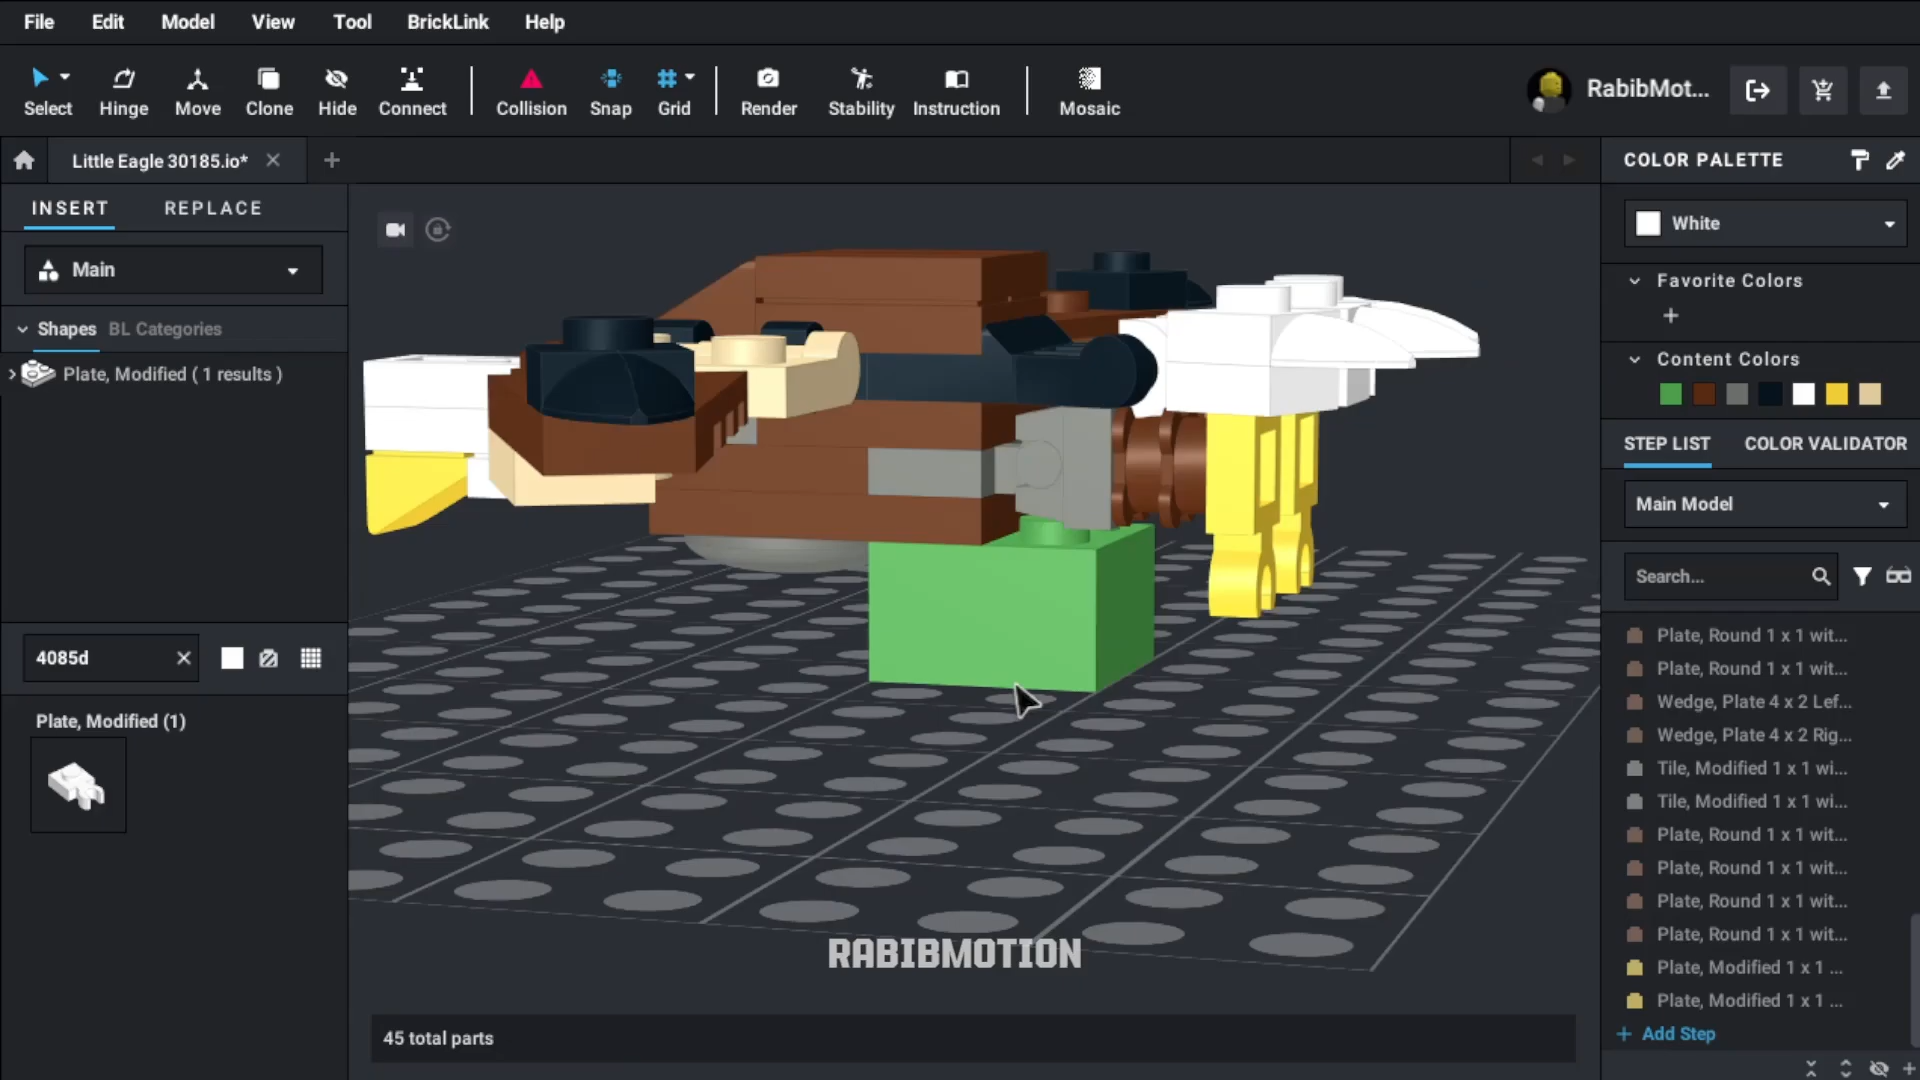 File Edit Model View Tool BrickLink Help
Select Hinge Move Clone Hide Connect Collision Snap Grid Render Stability Instruction Mosaic
RabibMot...
Little Eagle 30185.io*
INSERT REPLACE
Main
Shapes BL Categories
Plate, Modified ( 1 results )
4085d
Plate, Modified (1)
RABIBMOTION
45 total parts
COLOR PALETTE
White
Favorite Colors
Content Colors
STEP LIST COLOR VALIDATOR
Main Model
Search...
Plate, Round 1 x 1 wit...
Plate, Round 1 x 1 wit...
Wedge, Plate 4 x 2 Lef...
Wedge, Plate 4 x 2 Rig...
Tile, Modified 1 x 1 wi...
Tile, Modified 1 x 1 wi...
Plate, Round 1 x 1 wit...
Plate, Round 1 x 1 wit...
Plate, Round 1 x 1 wit...
Plate, Round 1 x 1 wit...
Plate, Modified 1 x 1 ...
Plate, Modified 1 x 1 ...
+ Add Step